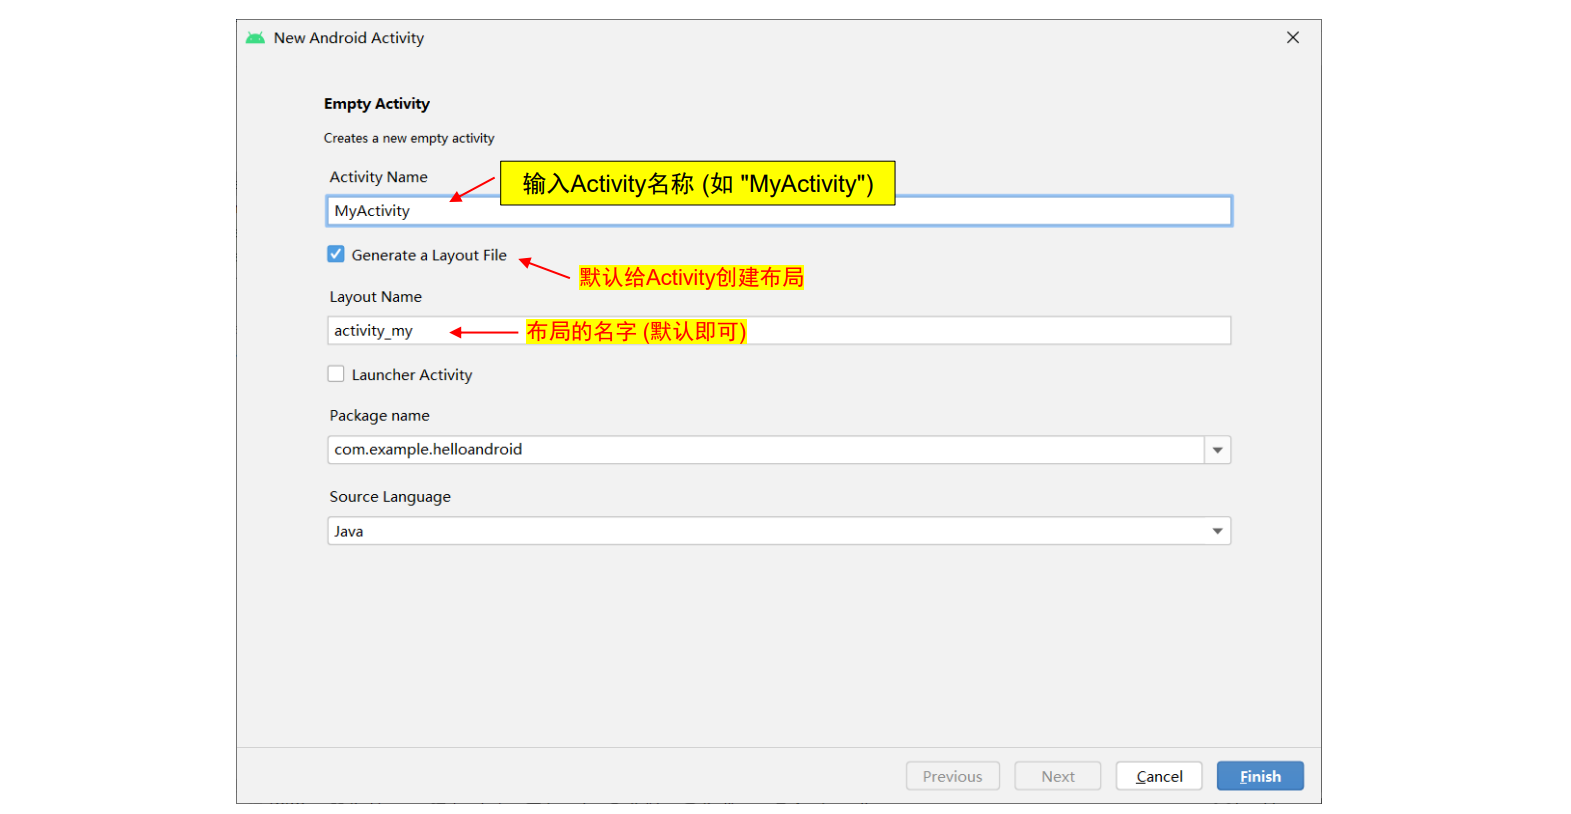 New Android Activity
Empty Activity
Creates a new empty activity
Activity Name
输入Activity名称 (如 "MyActivity")
MyActivity
Generate a Layout File
默认给Activity创建布局
Layout Name
activity_my
布局的名字 (默认即可)
Launcher Activity
Package name
com.example.helloandroid
Source Language
Java
Previous
Next
Cancel
Finish